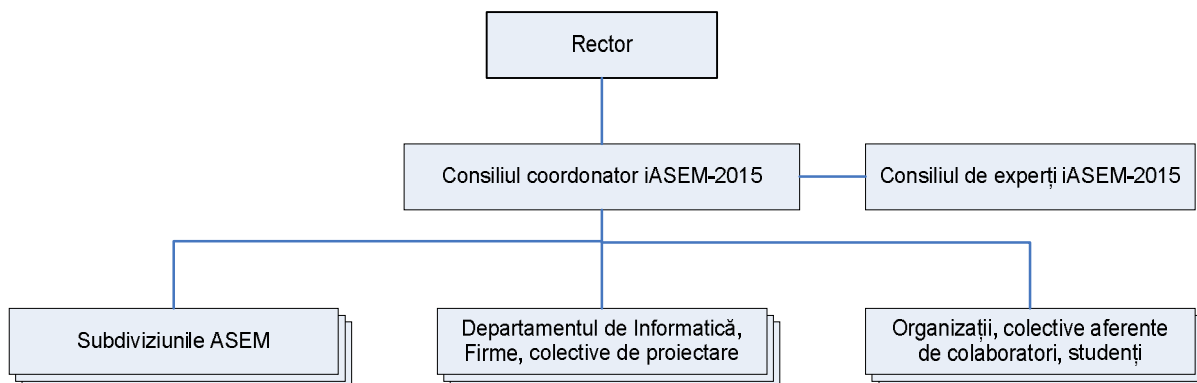 Rector
Consiliul coordonator iASEM-2015
Consiliul de experți iASEM-2015
Subdiviziunile ASEM
Departamentul de Informatică,
Firme, colective de proiectare
Organizații, colective aferente
de colaboratori, studenți